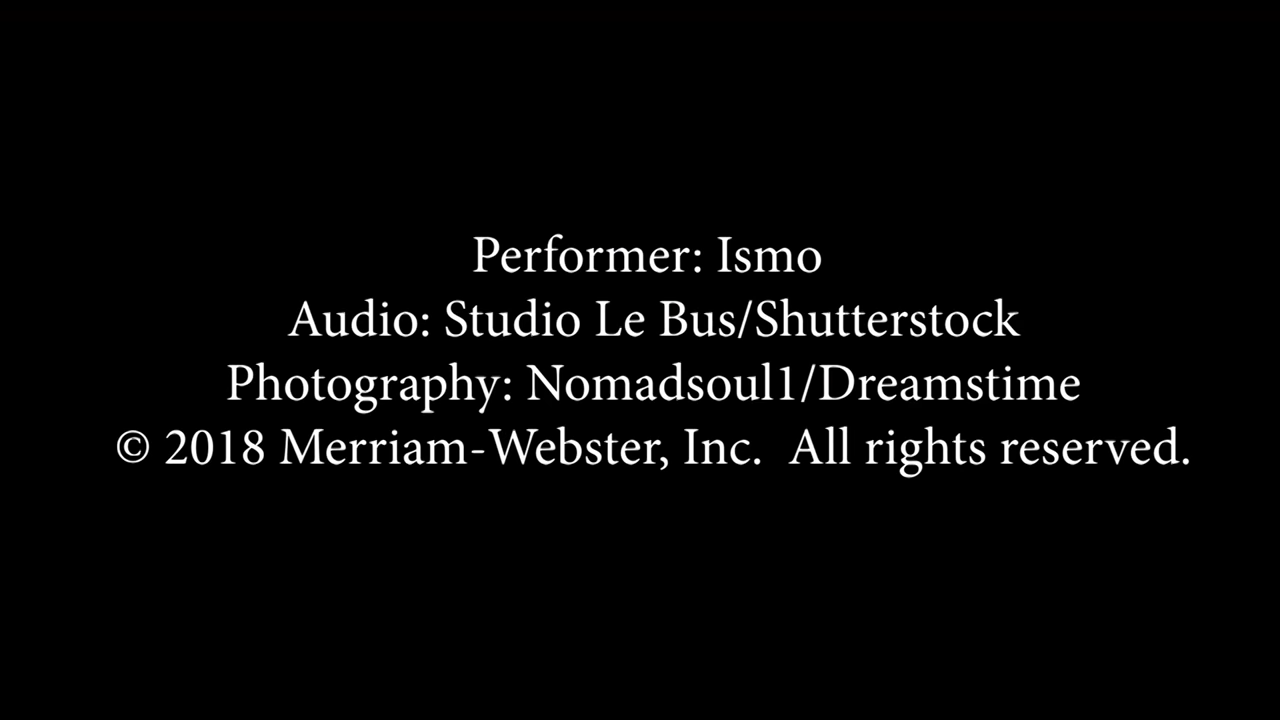 Performer: Ismo
Audio: Studio Le Bus/Shutterstock
Photography: Nomadsoul1/Dreamstime
© 2018 Merriam-Webster, Inc.  All rights reserved.